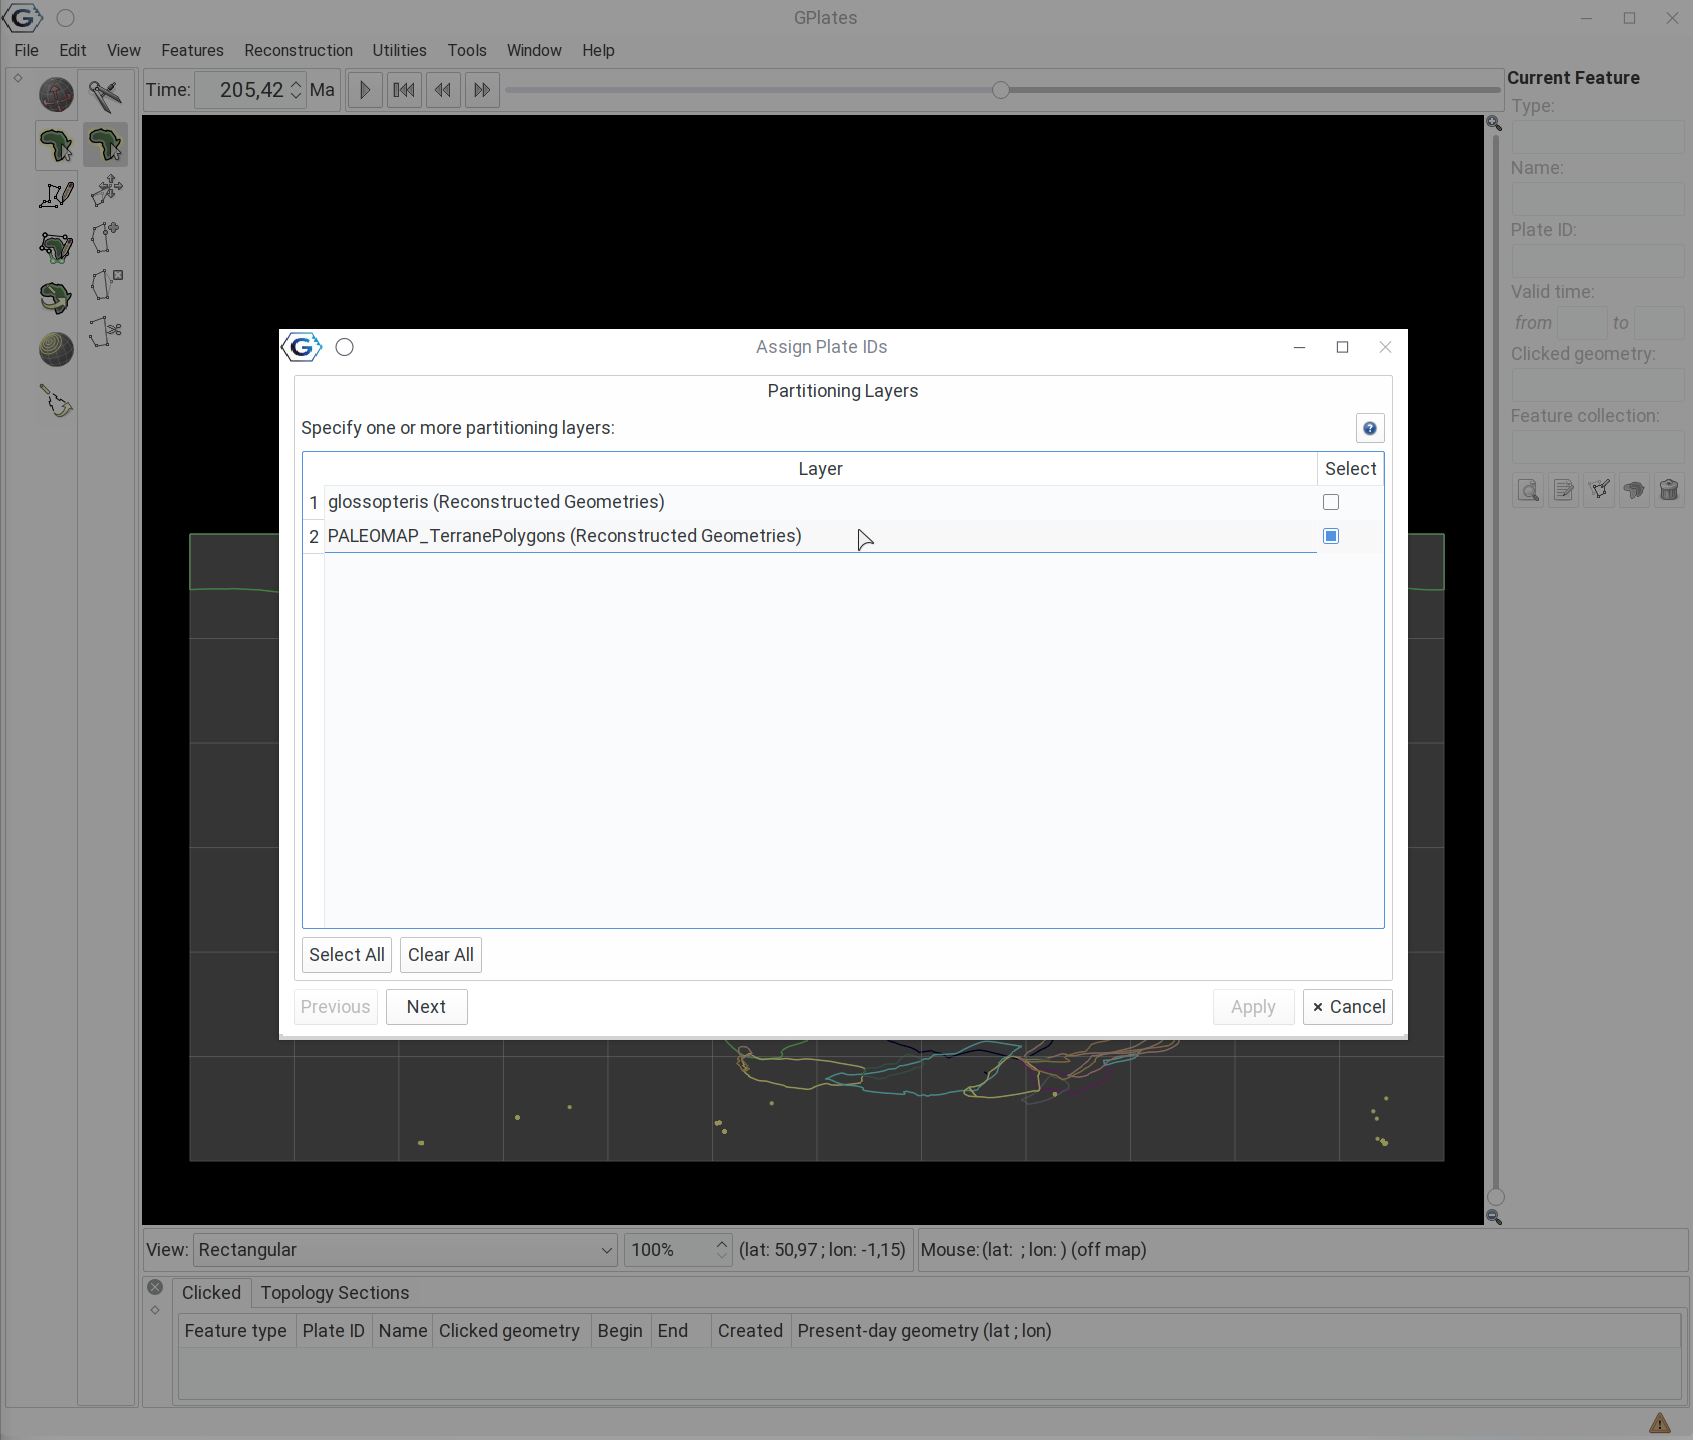 GPlates
File Edit View Features Reconstruction Utilities Tools Window Help
Time: 205,42 Ma
Current Feature
Type:
Name:
Plate ID:
Valid time:
from to
Clicked geometry:
Feature collection:
Assign Plate IDs
Partitioning Layers
Specify one or more partitioning layers:
Layer Select
1 glossopteris (Reconstructed Geometries)
2 PALEOMAP_TerranePolygons (Reconstructed Geometries)
Select All Clear All
Previous Next Apply Cancel
View: Rectangular 100% (lat: 50,97 ; lon: -1,15) Mouse: (lat: ; lon: ) (off map)
Clicked Topology Sections
Feature type Plate ID Name Clicked geometry Begin End Created Present-day geometry (lat ; lon)